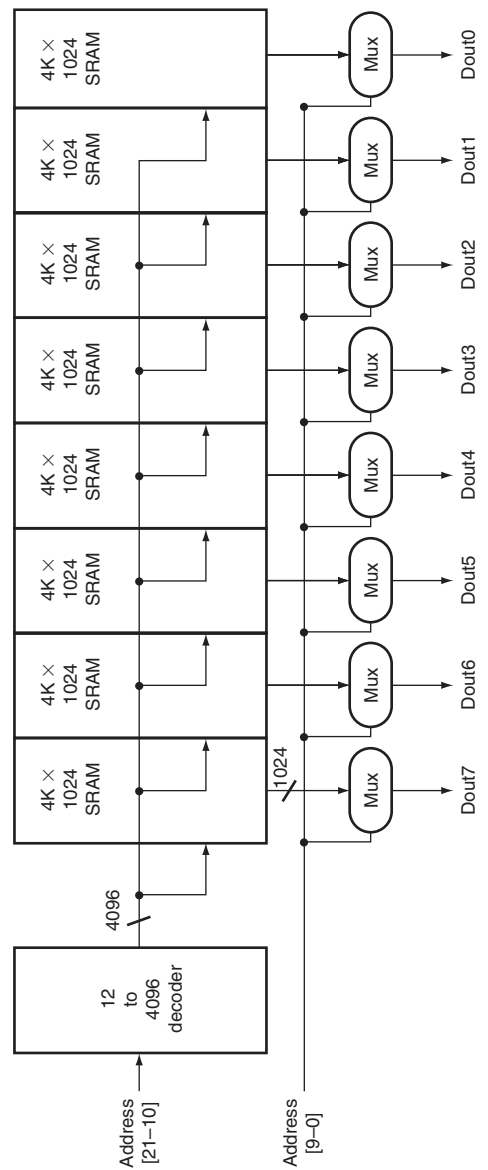 4K ×
1024
SRAM
4K ×
1024
SRAM
4K ×
1024
SRAM
4K ×
1024
SRAM
4K ×
1024
SRAM
4K ×
1024
SRAM
4K ×
1024
SRAM
4K ×
1024
SRAM
12
to
4096
decoder
4096
Address
[21–10]
1024
Address
[9–0]
Mux
Mux
Mux
Mux
Mux
Mux
Mux
Mux
Dout7
Dout6
Dout5
Dout4
Dout3
Dout2
Dout1
Dout0